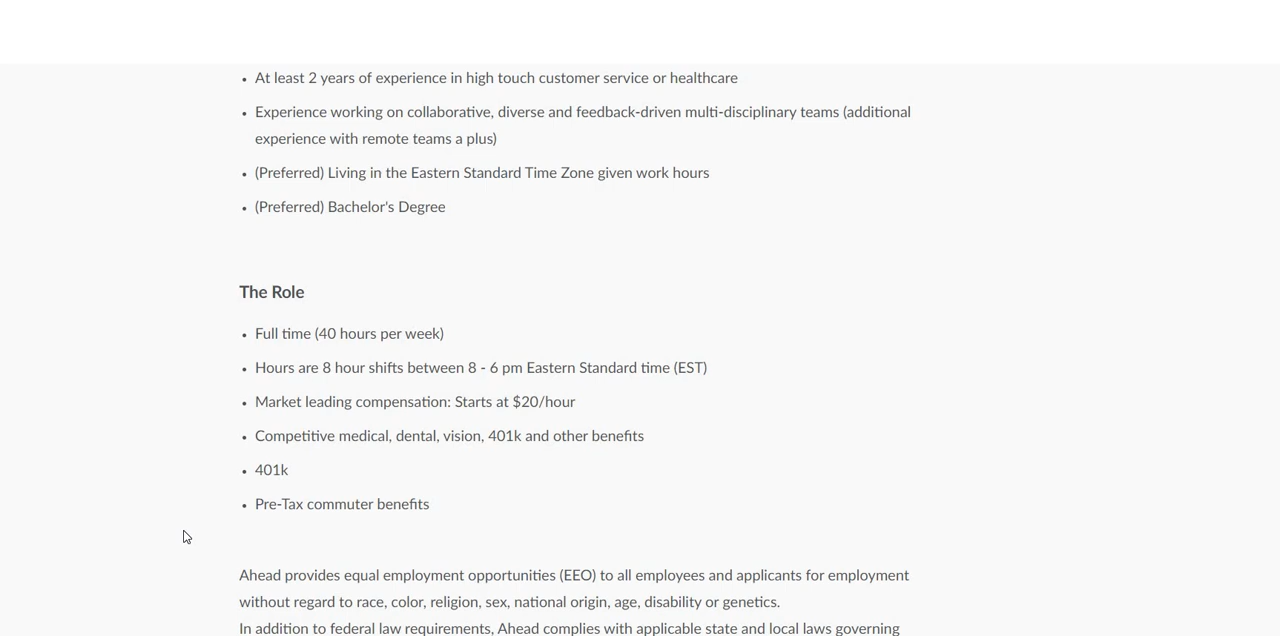 • At least 2 years of experience in high touch customer service or healthcare
• Experience working on collaborative, diverse and feedback-driven multi-disciplinary teams (additional
experience with remote teams a plus)
• (Preferred) Living in the Eastern Standard Time Zone given work hours
• (Preferred) Bachelor's Degree
The Role
• Full time (40 hours per week)
• Hours are 8 hour shifts between 8 - 6 pm Eastern Standard time (EST)
• Market leading compensation: Starts at $20/hour
• Competitive medical, dental, vision, 401k and other benefits
• 401k
• Pre-Tax commuter benefits
Ahead provides equal employment opportunities (EEO) to all employees and applicants for employment
without regard to race, color, religion, sex, national origin, age, disability or genetics.
In addition to federal law requirements, Ahead complies with applicable state and local laws governing